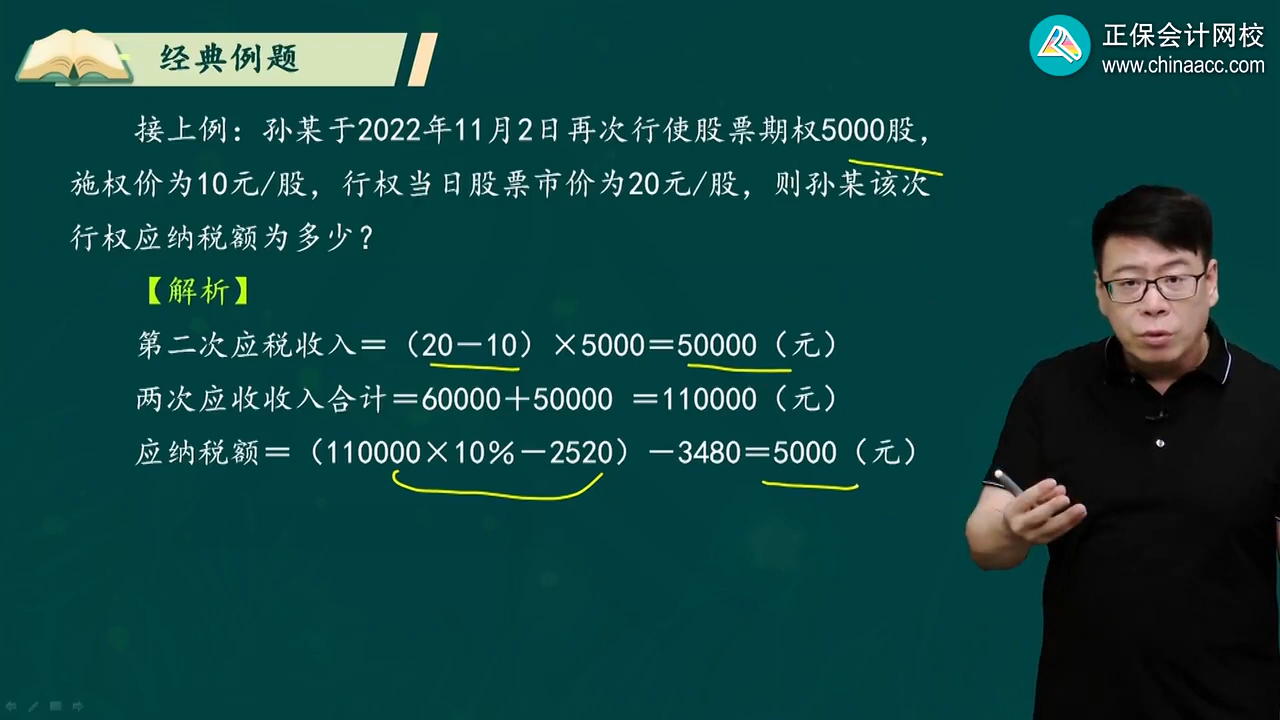 经典例题
正保会计网校
www.chinaacc.com
接上例：孙某于2022年11月2日再次行使股票期权5000股，
施权价为10元/股，行权当日股票市价为20元/股，则孙某该次
行权应纳税额为多少？
【解析】
第二次应税收入＝（20－10）×5000＝50000（元）
两次应收收入合计＝60000＋50000 ＝110000（元）
应纳税额＝（110000×10％－2520）－3480＝5000（元）